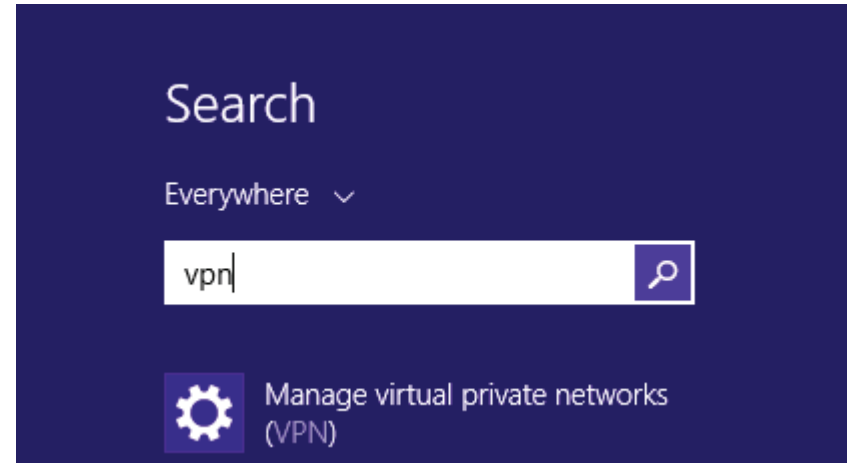 Search
Everywhere
vpn
Manage virtual private networks
(VPN)